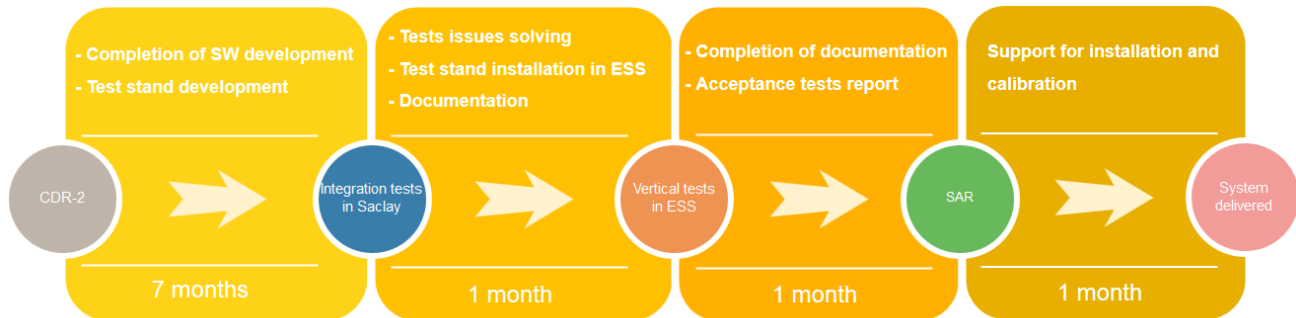 - Completion of SW development
- Test stand development
- Tests issues solving
- Test stand installation in ESS
- Documentation
- Completion of documentation
- Acceptance tests report
Support for installation and
calibration
CDR-2
Integration tests
in Saclay
Vertical tests
in ESS
SAR
System
delivered
7 months
1 month
1 month
1 month